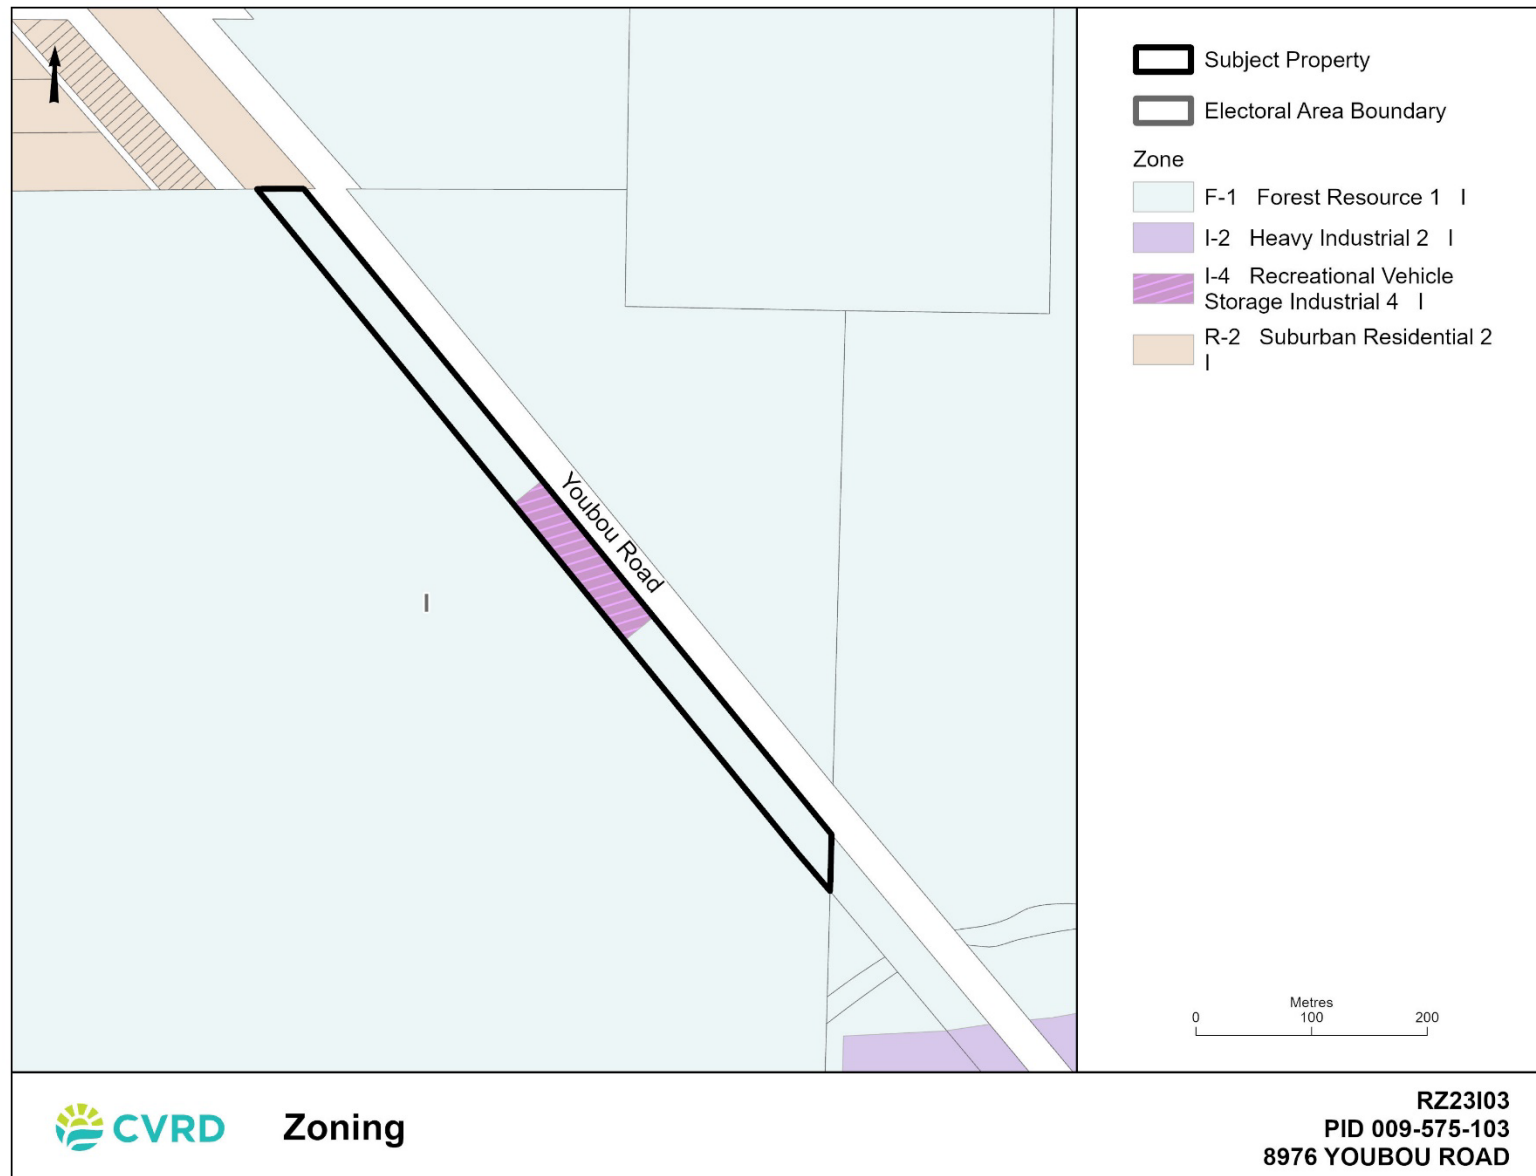 Subject Property
Electoral Area Boundary
Zone
F-1 Forest Resource 1 I
I-2 Heavy Industrial 2 I
I-4 Recreational Vehicle
Storage Industrial 4 I
R-2 Suburban Residential 2
I
Youbou Road
I
Metres
0 100 200
CVRD
Zoning
RZ23I03
PID 009-575-103
8976 YOUBOU ROAD